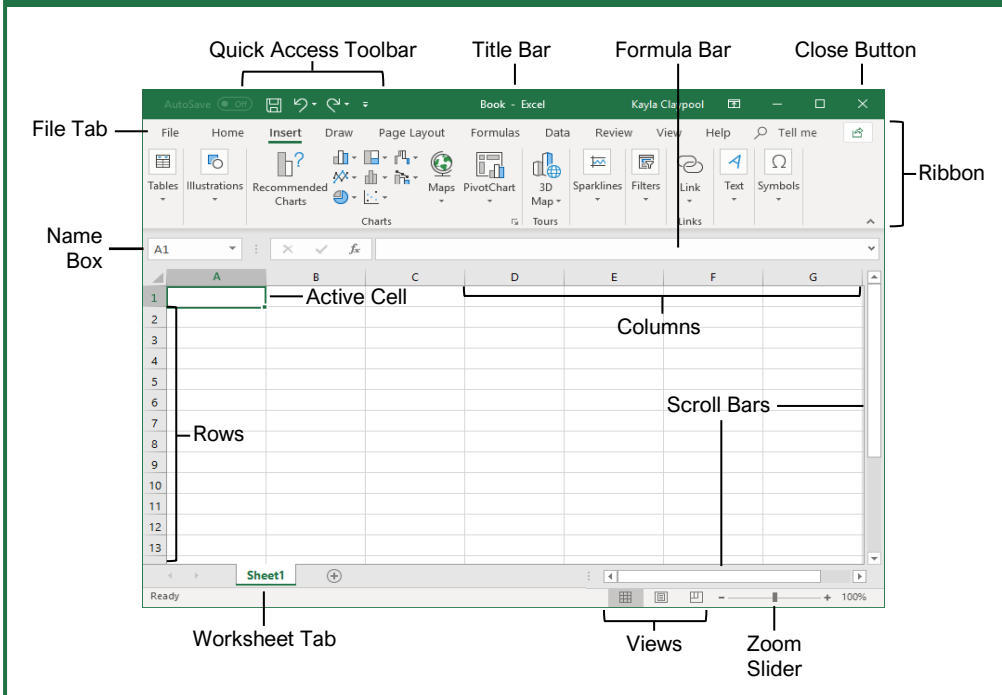 Quick Access Toolbar Title Bar Formula Bar Close Button
AutoSave Off Book - Excel Kayla Claypool
File Tab
File Home Insert Draw Page Layout Formulas Data Review View Help Tell me
Ribbon
Tables Illustrations Recommended Charts Maps PivotChart 3D Map Sparklines Filters Link Text Symbols
Charts Tours Links
Name Box
A1 fx
A B C D E F G
1 Active Cell
2 Columns
3
4
5
6 Scroll Bars
7
8 Rows
9
10
11
12
13
Sheet1
Ready 100%
Worksheet Tab Views Zoom Slider